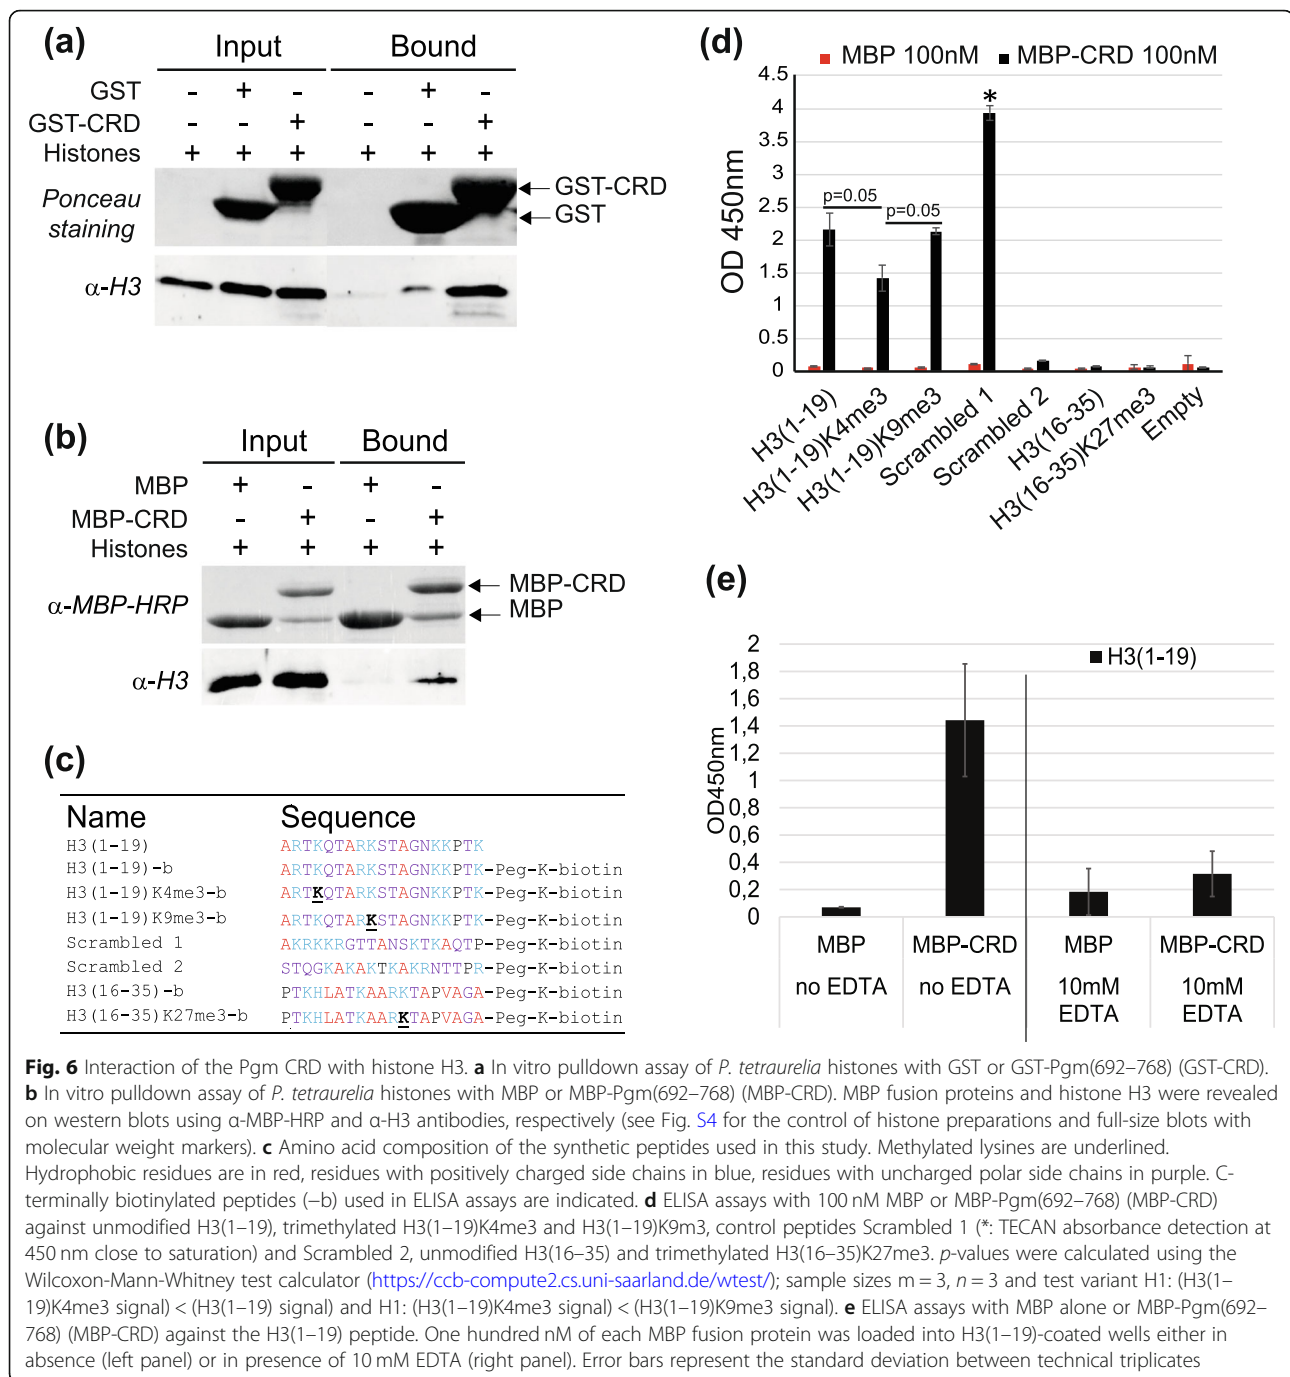 (a)
Input Bound
GST - + - - + -
GST-CRD - - + - - +
Histones + + + + + +
Ponceau staining
GST-CRD
GST
α-H3
(b)
Input Bound
MBP + - + -
MBP-CRD - + - +
Histones + + + +
α-MBP-HRP
MBP-CRD
MBP
α-H3
(c)
Name Sequence
H3(1-19) ARTKQTARKSTAGNKKPTK
H3(1-19)-b ARTKQTARKSTAGNKKPTK-Peg-K-biotin
H3(1-19)K4me3-b ARTKQTARKSTAGNKKPTK-Peg-K-biotin
H3(1-19)K9me3-b ARTKQTARKSTAGNKKPTK-Peg-K-biotin
Scrambled 1 AKRKKRGTTANSKTKAQTP-Peg-K-biotin
Scrambled 2 STQGKAKAKTKAKRNTTPR-Peg-K-biotin
H3(16-35)-b PTKHLATKAARKTAPVAGA-Peg-K-biotin
H3(16-35)K27me3-b PTKHLATKAARKTAPVAGA-Peg-K-biotin
(d)
MBP 100nM MBP-CRD 100nM
OD 450nm
4.5
4
3.5
3
2.5
2
1.5
1
0.5
0
p=0.05
p=0.05
*
H3(1-19)
H3(1-19)K4me3
H3(1-19)K9me3
Scrambled 1
Scrambled 2
H3(16-35)
H3(16-35)K27me3
Empty
(e)
H3(1-19)
OD450nm
2
1,8
1,6
1,4
1,2
1
0,8
0,6
0,4
0,2
0
MBP MBP-CRD MBP MBP-CRD
no EDTA no EDTA 10mM EDTA 10mM EDTA
Fig. 6 Interaction of the Pgm CRD with histone H3. a In vitro pulldown assay of P. tetraurelia histones with GST or GST-Pgm(692–768) (GST-CRD).
b In vitro pulldown assay of P. tetraurelia histones with MBP or MBP-Pgm(692–768) (MBP-CRD). MBP fusion proteins and histone H3 were revealed
on western blots using α-MBP-HRP and α-H3 antibodies, respectively (see Fig. S4 for the control of histone preparations and full-size blots with
molecular weight markers). c Amino acid composition of the synthetic peptides used in this study. Methylated lysines are underlined.
Hydrophobic residues are in red, residues with positively charged side chains in blue, residues with uncharged polar side chains in purple. C-
terminally biotinylated peptides (–b) used in ELISA assays are indicated. d ELISA assays with 100 nM MBP or MBP-Pgm(692–768) (MBP-CRD)
against unmodified H3(1–19), trimethylated H3(1–19)K4me3 and H3(1–19)K9m3, control peptides Scrambled 1 (*: TECAN absorbance detection at
450 nm close to saturation) and Scrambled 2, unmodified H3(16–35) and trimethylated H3(16–35)K27me3. p-values were calculated using the
Wilcoxon-Mann-Whitney test calculator (https://ccb-compute2.cs.uni-saarland.de/wtest/); sample sizes m = 3, n = 3 and test variant H1: (H3(1–
19)K4me3 signal) < (H3(1–19) signal) and H1: (H3(1–19)K4me3 signal) < (H3(1–19)K9me3 signal). e ELISA assays with MBP alone or MBP-Pgm(692–
768) (MBP-CRD) against the H3(1–19) peptide. One hundred nM of each MBP fusion protein was loaded into H3(1–19)-coated wells either in
absence (left panel) or in presence of 10 mM EDTA (right panel). Error bars represent the standard deviation between technical triplicates